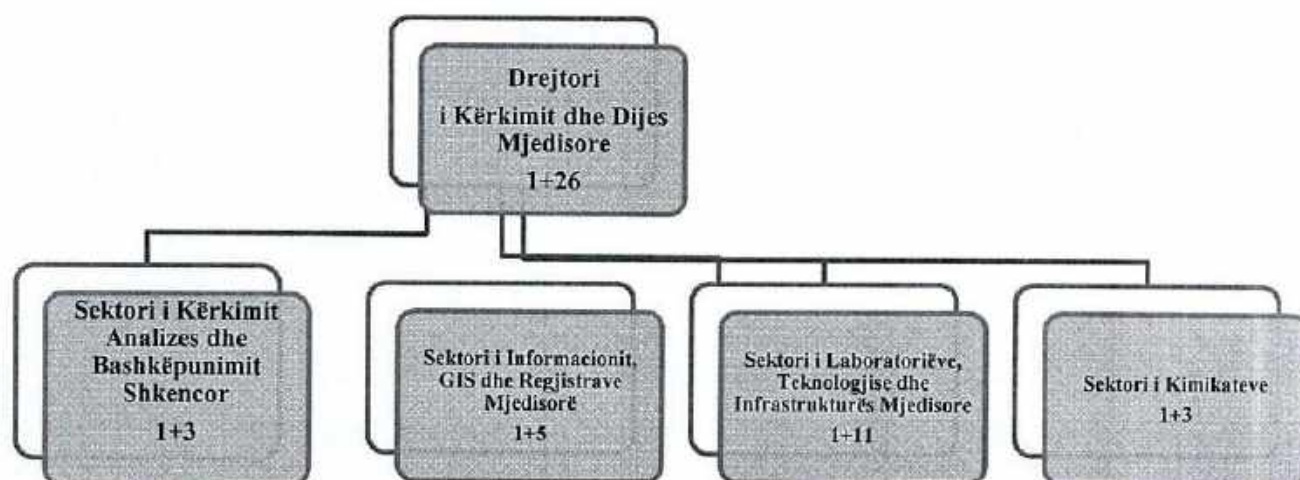 Drejtori
i Kërkimit dhe Dijes
Mjedisore
1+26
Sektori i Kërkimit
Analizes dhe
Bashkëpunimit
Shkencor
1+3
Sektori i Informacionit,
GIS dhe Regjistrave
Mjedisorë
1+5
Sektori i Laboratorëve,
Teknologjise dhe
Infrastrukturës Mjedisore
1+11
Sektori i Kimikateve
1+3